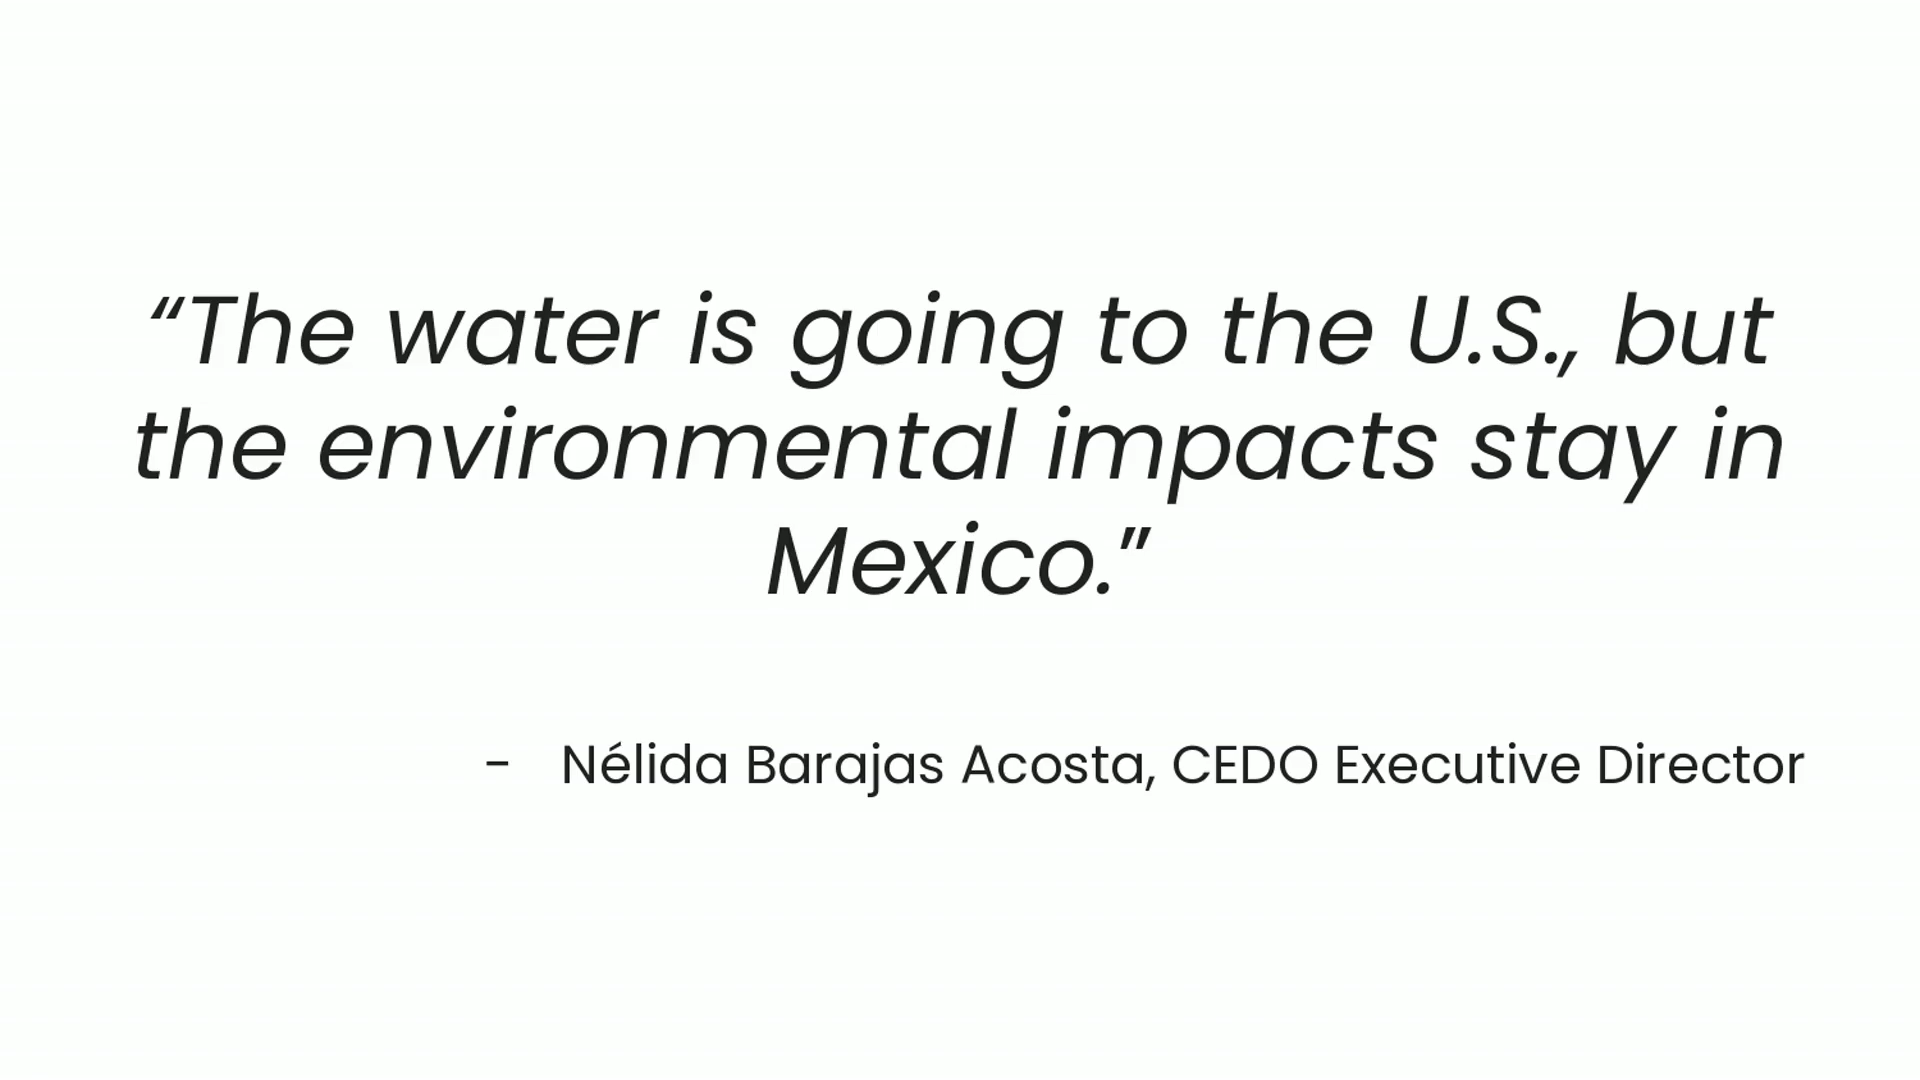 “The water is going to the U.S., but
the environmental impacts stay in
Mexico.”
- Nélida Barajas Acosta, CEDO Executive Director